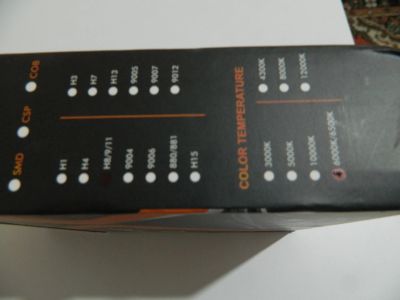 SMD CSP COB
H1 H3
H4 H7
H8/9/11 H13
9004 9005
9006 9007
880/881 9012
H15
COLOR TEMPERATURE
3000K 4300K
5000K 8000K
10000K 12000K
6000K/6500K